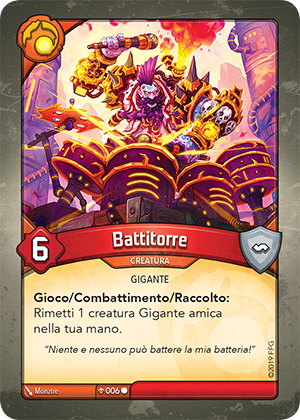 Battitorre
CREATURA
6
GIGANTE
Gioco/Combattimento/Raccolto:
Rimetti 1 creatura Gigante amica
nella tua mano.
“Niente e nessuno può battere la mia batteria!”
©2019 FFG
Monztre
006